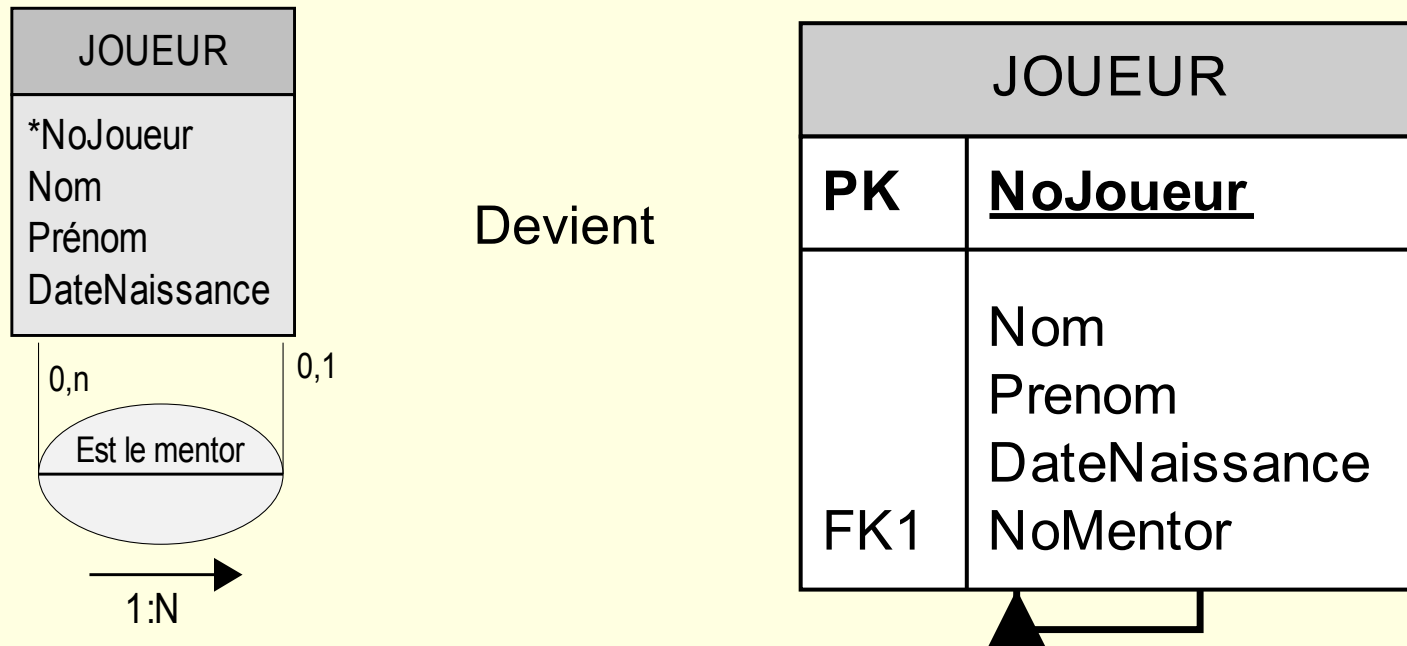 JOUEUR
*NoJoueur
Nom
Prénom
DateNaissance
0,n
0,1
Est le mentor
1:N
Devient
JOUEUR
PK NoJoueur
Nom
Prenom
DateNaissance
FK1 NoMentor